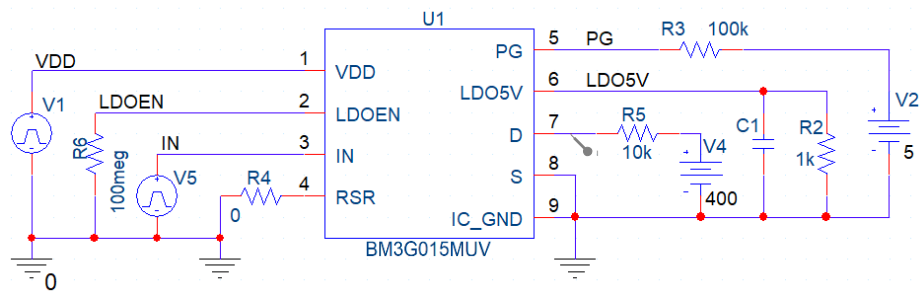 U1
VDD
V1
0
LDOEN
R6
100meg
IN
V5
R4
0
1
2
3
4
VDD
LDOEN
IN
RSR
PG
LDO5V
D
S
IC_GND
BM3G015MUV
5
6
7
8
9
PG
R3
100k
LDO5V
R5
10k
V4
400
C1
R2
1k
V2
5